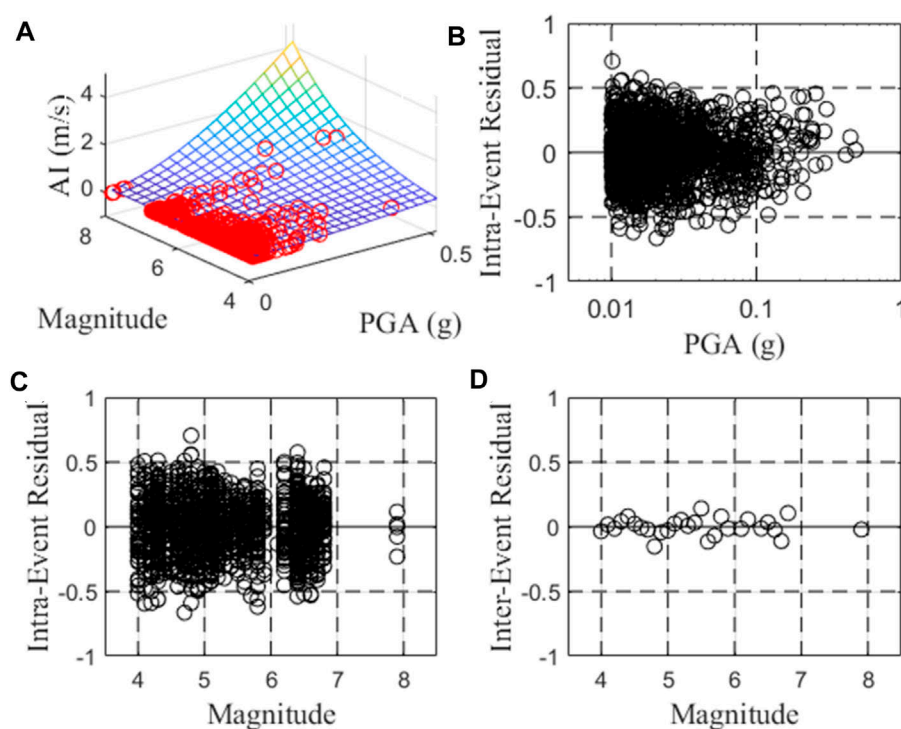 A
AI (m/s)
4
2
0
8
6
4
0
0.5
Magnitude
PGA (g)
B
Intra-Event Residual
1
0.5
0
-0.5
-1
0.01
0.1
1
PGA (g)
C
Intra-Event Residual
1
0.5
0
-0.5
-1
4
5
6
7
8
Magnitude
D
Inter-Event Residual
1
0.5
0
-0.5
-1
4
5
6
7
8
Magnitude